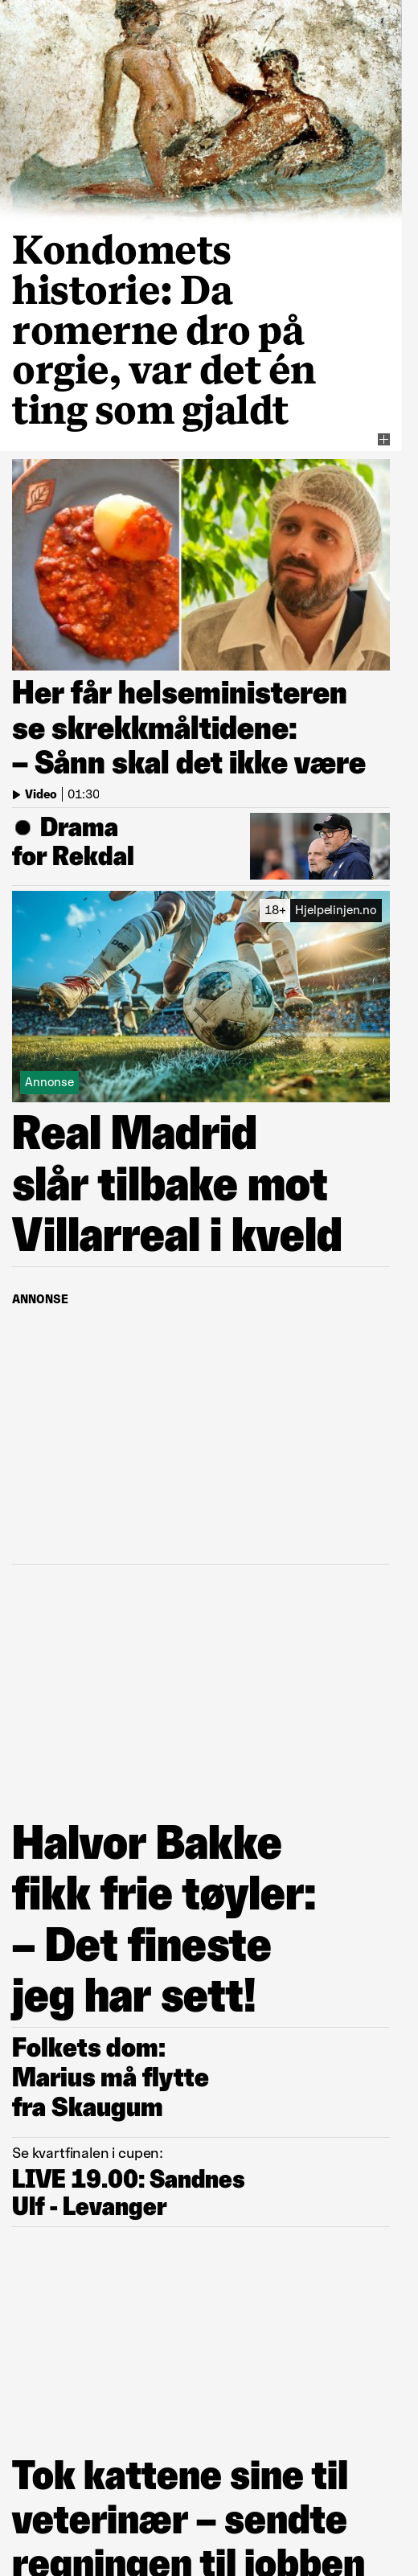 Kondomets
historie: Da
romerne dro på
orgie, var det én
ting som gjaldt
Her får helseministeren
se skrekkmåltidene:
– Sånn skal det ikke være
Video | 01:30
Drama
for Rekdal
18+ Hjelpelinjen.no
Annonse
Real Madrid
slår tilbake mot
Villarreal i kveld
ANNONSE
Halvor Bakke
fikk frie tøyler:
– Det fineste
jeg har sett!
Folkets dom:
Marius må flytte
fra Skaugum
Se kvartfinalen i cupen:
LIVE 19.00: Sandnes
Ulf - Levanger
Tok kattene sine til
veterinær – sendte
regningen til jobben